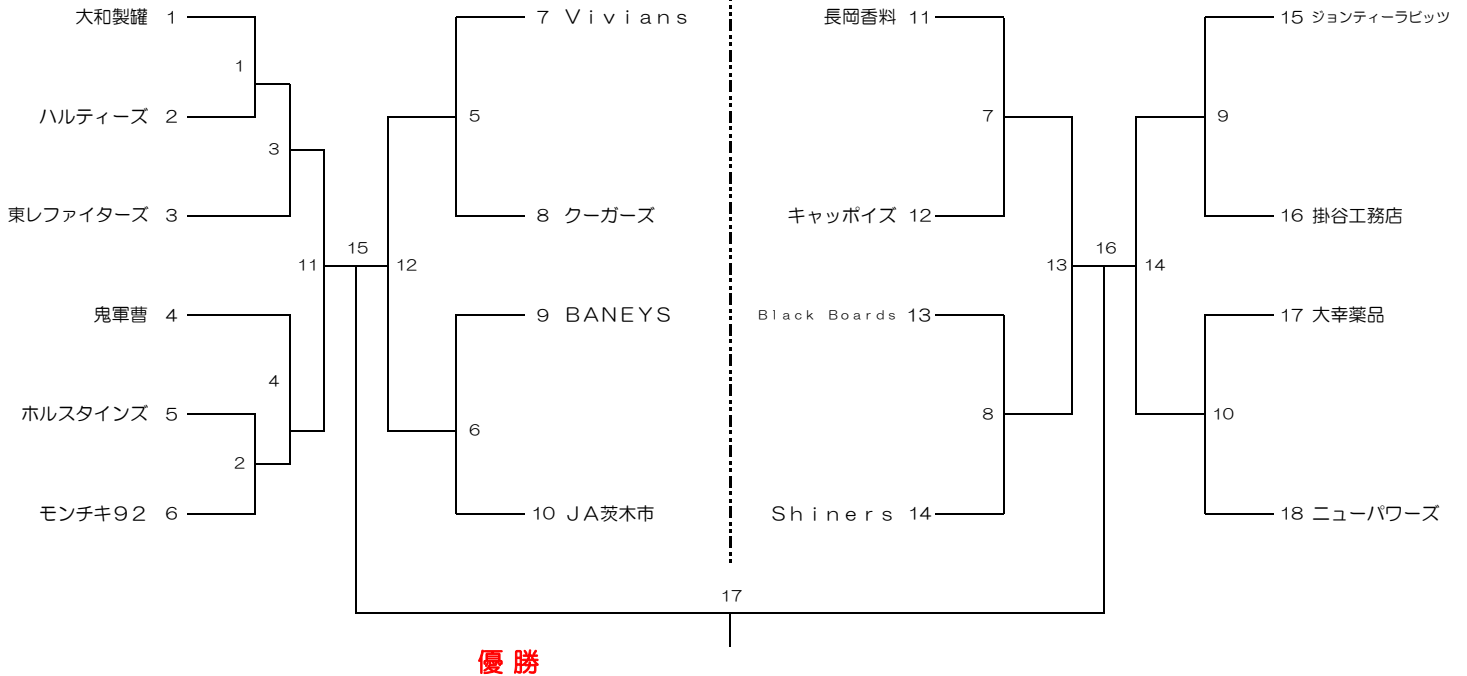 大和製罐 1
7 Ｖｉｖｉａｎｓ
長岡香料 11
15 ジョンティーラビッツ
1
ハルティーズ 2
5
7
9
3
東レファイターズ 3
8 クーガーズ
キャッポイズ 12
16 掛谷工務店
15
16
11
12
13
14
鬼軍曹 4
9 ＢＡＮＥＹＳ
Ｂｌａｃｋ Ｂｏａｒｄｓ 13
17 大幸薬品
4
ホルスタインズ 5
8
10
6
2
モンチキ９２ 6
10 ＪＡ茨木市
Ｓｈｉｎｅｒｓ 14
18 ニューパワーズ
17
優 勝